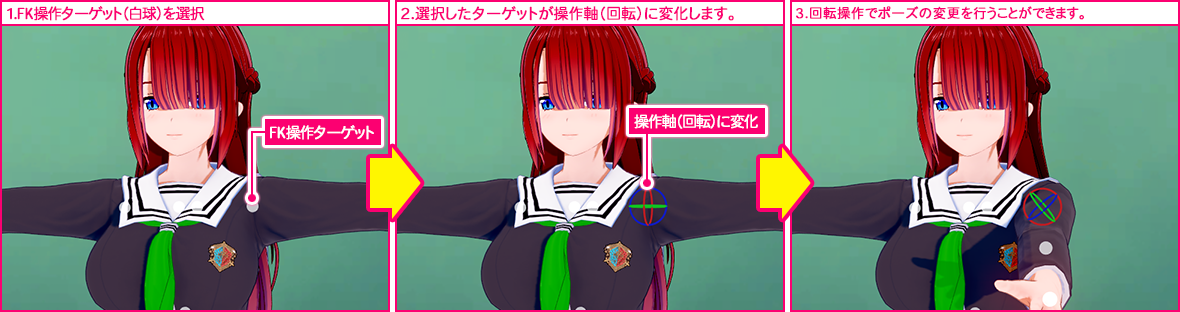 1.FK操作ターゲット(白球)を選択
2.選択したターゲットが操作軸(回転)に変化します。
3.回転操作でポーズの変更を行うことができます。
FK操作ターゲット
操作軸(回転)に変化